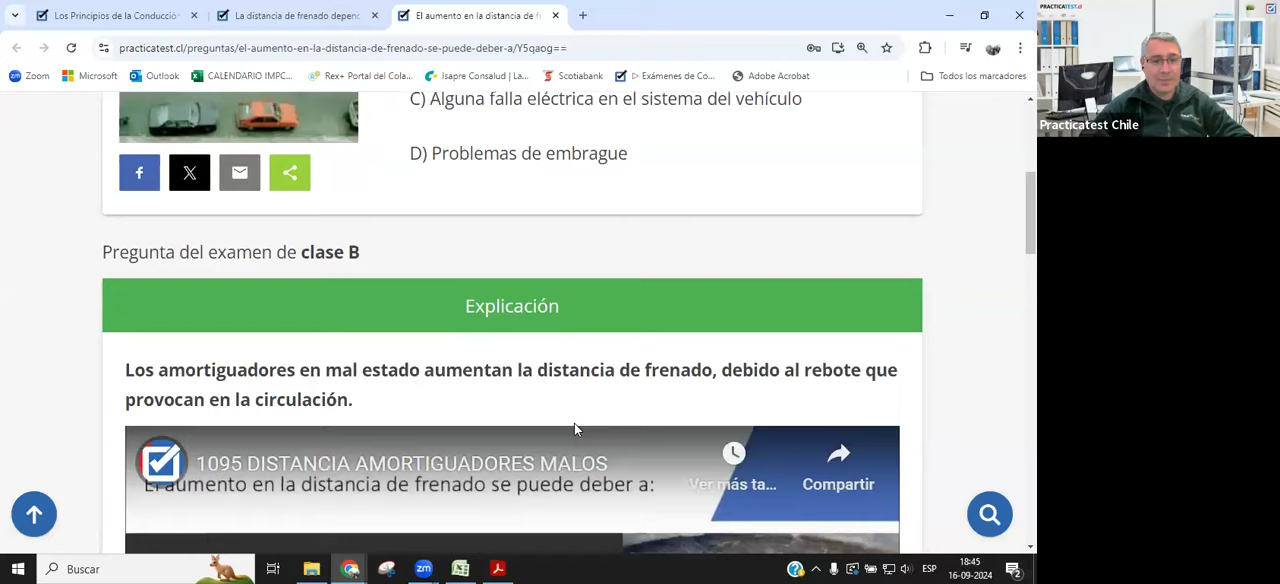 Los Principios de la Conducción
La distancia de frenado
El aumento en la distancia de fr
practicatest.cl/preguntas/el-aumento-en-la-distancia-de-frenado-se-puede-deber-a/Y5qaog==
Zoom
Microsoft
Outlook
CALENDARIO IMPC...
Rex+ Portal del Cola...
Isapre Consalud | La...
Scotiabank
▷ Exámenes de Co...
Adobe Acrobat
Todos los marcadores
PRACTICATEST.cl
Practicatest Chile
C) Alguna falla eléctrica en el sistema del vehículo
D) Problemas de embrague
Pregunta del examen de clase B
Explicación
Los amortiguadores en mal estado aumentan la distancia de frenado, debido al rebote que
provocan en la circulación.
1095 DISTANCIA AMORTIGUADORES MALOS
Ver más ta...
Compartir
El aumento en la distancia de frenado se puede deber a:
Buscar
ESP
18:45
16-09-2024
2